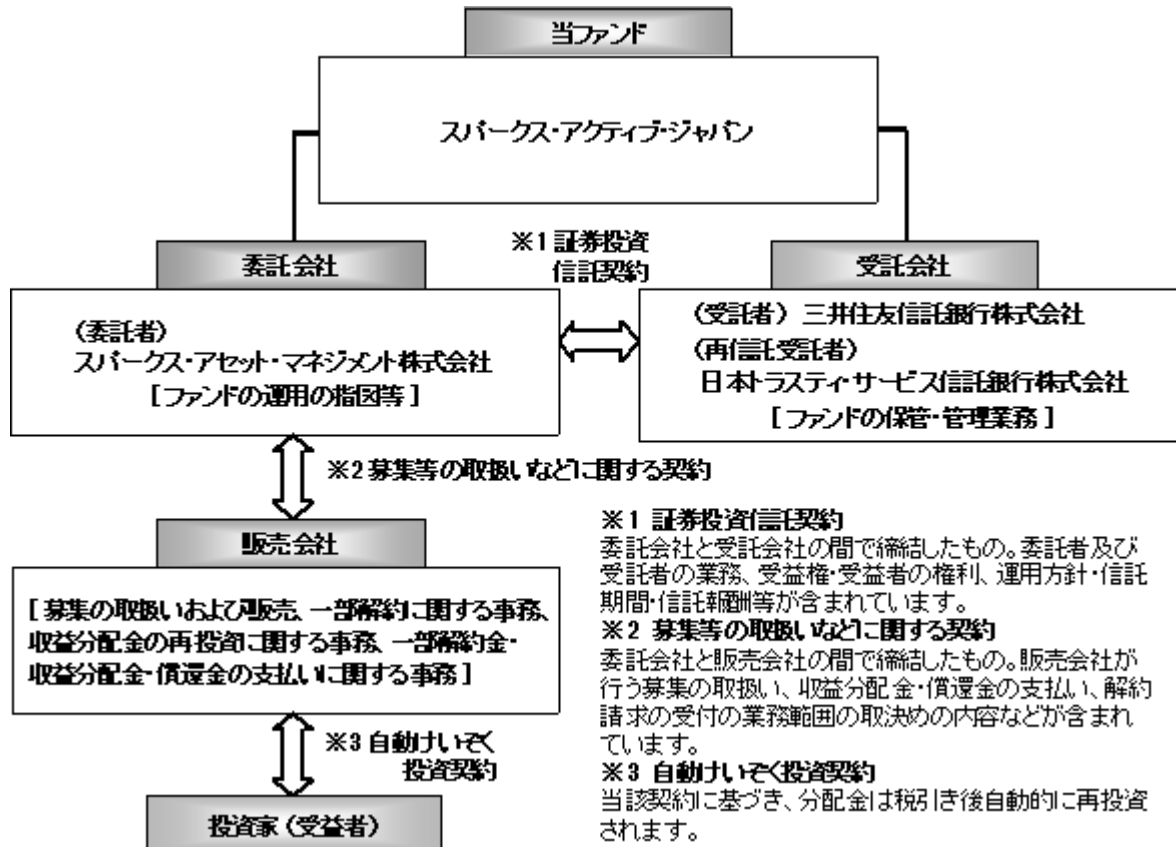 当ファンド
スパークス・アクティブ・ジャパン
※1 証券投資
信託契約
委託会社
(委託者)
スパークス・アセット・マネジメント株式会社
[ファンドの運用の指図等]
受託会社
(受託者) 三井住友信託銀行株式会社
(再信託受託者)
日本トラスティ・サービス信託銀行株式会社
[ファンドの保管・管理業務]
※2 募集等の取扱いなどに関する契約
販売会社
[募集の取扱いおよび販売、一部解約に関する事務、
収益分配金の再投資に関する事務、一部解約金・
収益分配金・償還金の支払いに関する事務]
※3 自動けいぞく
投資契約
投資家(受益者)
※1 証券投資信託契約
委託会社と受託会社の間で締結したもの。委託者及び
受託者の業務、受益権・受益者の権利、運用方針・信託
期間・信託報酬等が含まれています。
※2 募集等の取扱いなどに関する契約
委託会社と販売会社の間で締結したもの。販売会社が
行う募集の取扱い、収益分配金・償還金の支払い、解約
請求の受付の業務範囲の取決めの内容などが含まれ
ています。
※3 自動けいぞく投資契約
当該契約に基づき、分配金は税引き後自動的に再投資
されます。